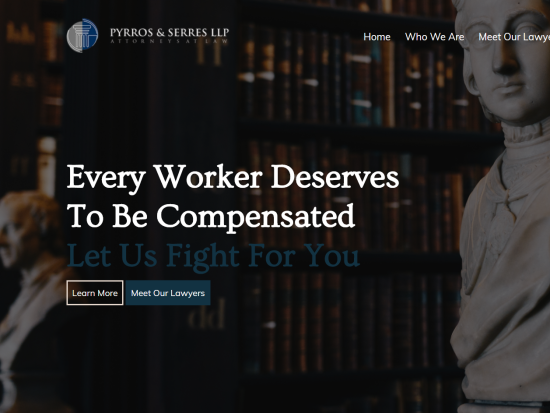 PYRROS & SERRES LLP
ATTORNEYS AT LAW
Home Who We Are Meet Our Lawye
Every Worker Deserves
To Be Compensated
Let Us Fight For You
Learn More Meet Our Lawyers
dd